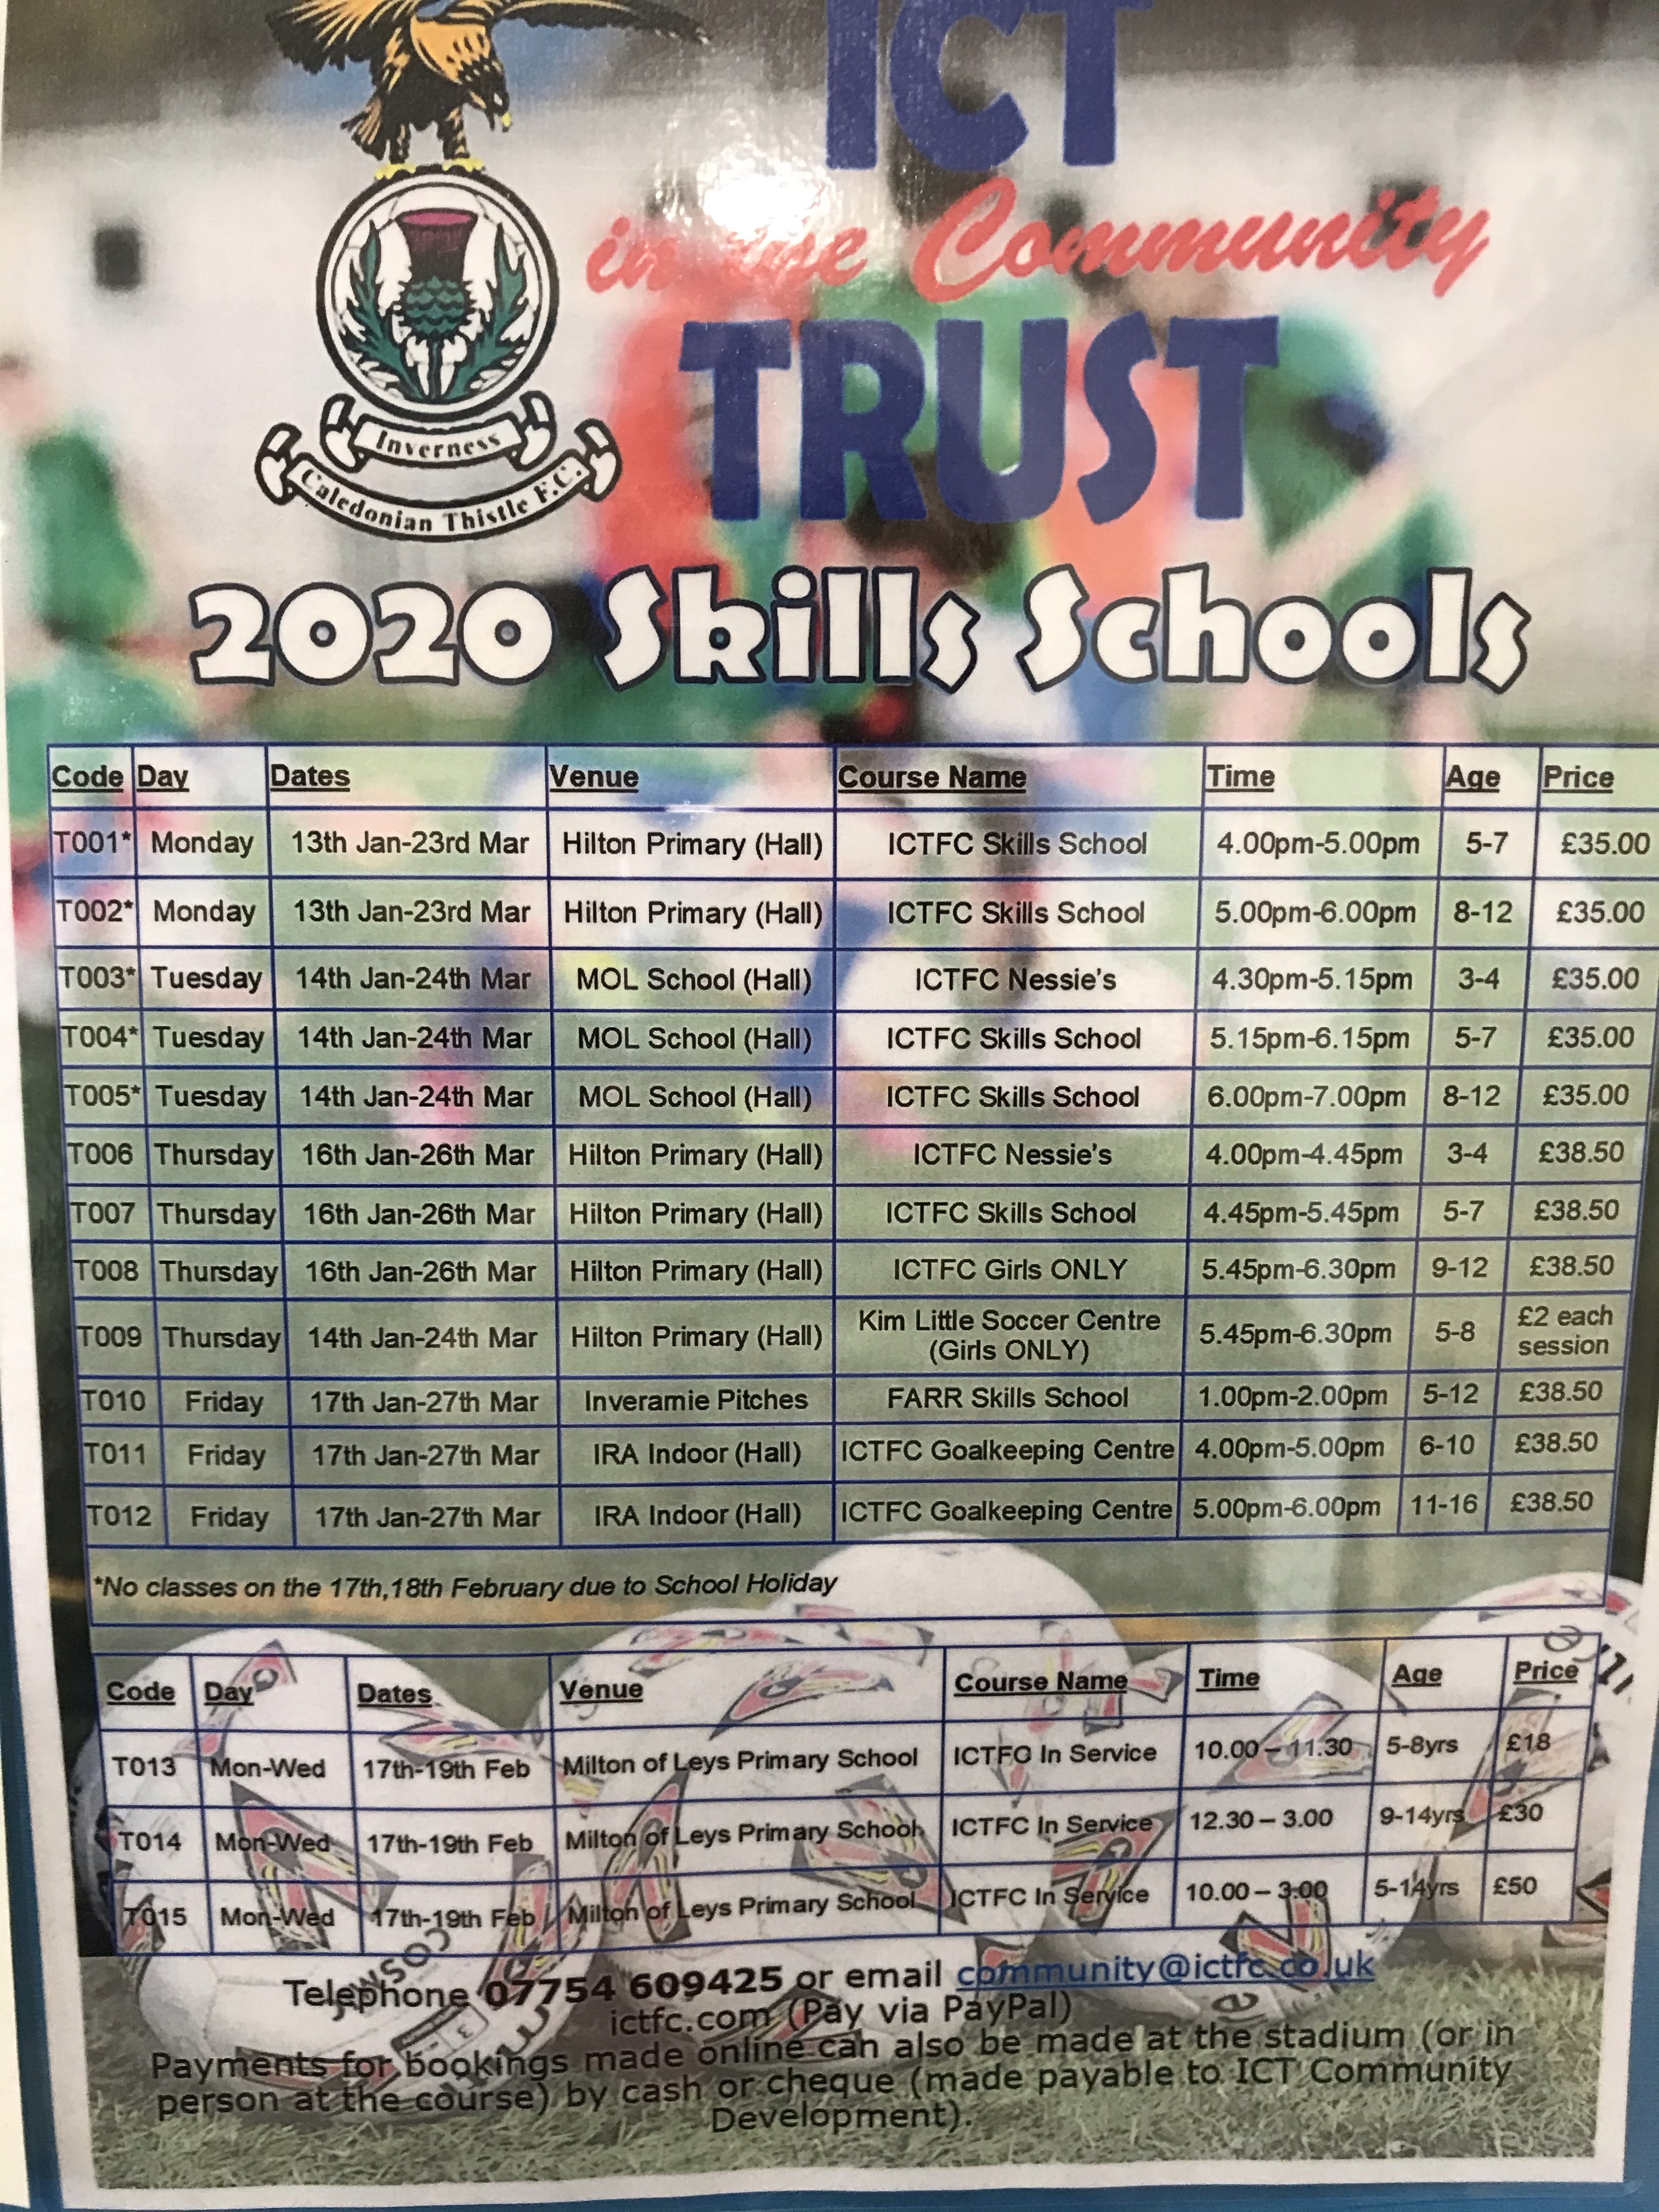 ICT
in the Community
TRUST
Inverness
Caledonian Thistle F.C.
2020 Skills Schools
Code Day Dates Venue Course Name Time Age Price
T001* Monday 13th Jan-23rd Mar Hilton Primary (Hall) ICTFC Skills School 4.00pm-5.00pm 5-7 £35.00
T002* Monday 13th Jan-23rd Mar Hilton Primary (Hall) ICTFC Skills School 5.00pm-6.00pm 8-12 £35.00
T003* Tuesday 14th Jan-24th Mar MOL School (Hall) ICTFC Nessie's 4.30pm-5.15pm 3-4 £35.00
T004* Tuesday 14th Jan-24th Mar MOL School (Hall) ICTFC Skills School 5.15pm-6.15pm 5-7 £35.00
T005* Tuesday 14th Jan-24th Mar MOL School (Hall) ICTFC Skills School 6.00pm-7.00pm 8-12 £35.00
T006 Thursday 16th Jan-26th Mar Hilton Primary (Hall) ICTFC Nessie's 4.00pm-4.45pm 3-4 £38.50
T007 Thursday 16th Jan-26th Mar Hilton Primary (Hall) ICTFC Skills School 4.45pm-5.45pm 5-7 £38.50
T008 Thursday 16th Jan-26th Mar Hilton Primary (Hall) ICTFC Girls ONLY 5.45pm-6.30pm 9-12 £38.50
T009 Thursday 14th Jan-24th Mar Hilton Primary (Hall) Kim Little Soccer Centre (Girls ONLY) 5.45pm-6.30pm 5-8 £2 each session
T010 Friday 17th Jan-27th Mar Inveramie Pitches FARR Skills School 1.00pm-2.00pm 5-12 £38.50
T011 Friday 17th Jan-27th Mar IRA Indoor (Hall) ICTFC Goalkeeping Centre 4.00pm-5.00pm 6-10 £38.50
T012 Friday 17th Jan-27th Mar IRA Indoor (Hall) ICTFC Goalkeeping Centre 5.00pm-6.00pm 11-16 £38.50
*No classes on the 17th,18th February due to School Holiday
Code Day Dates Venue Course Name Time Age Price
T013 Mon-Wed 17th-19th Feb Milton of Leys Primary School ICTFC In Service 10.00 – 11.30 5-8yrs £18
T014 Mon-Wed 17th-19th Feb Milton of Leys Primary School ICTFC In Service 12.30 – 3.00 9-14yrs £30
T015 Mon-Wed 17th-19th Feb Milton of Leys Primary School ICTFC In Service 10.00 – 3:00 5-14yrs £50
Telephone 07754 609425 or email community@ictfc.co.uk
ictfc.com (Pay via PayPal)
Payments for bookings made online can also be made at the stadium (or in
person at the course) by cash or cheque (made payable to ICT Community
Development).